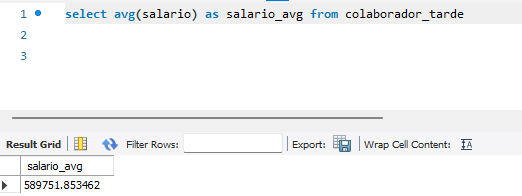 1 select avg(salario) as salario_avg from colaborador_tarde
2
3
Result Grid Filter Rows: Export: Wrap Cell Content: IA
salario_avg
589751.853462